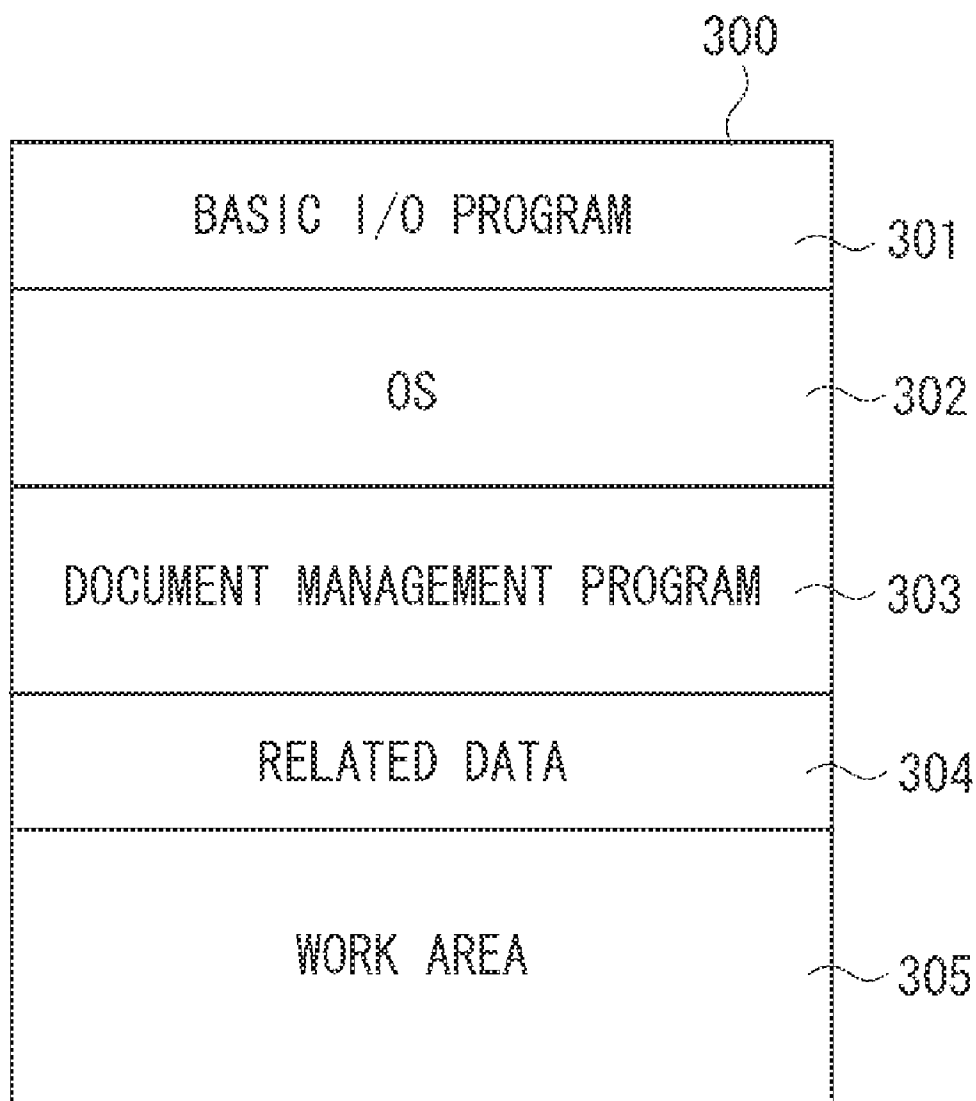 300
BASIC I/O PROGRAM
301
OS
302
DOCUMENT MANAGEMENT PROGRAM
303
RELATED DATA
304
WORK AREA
305